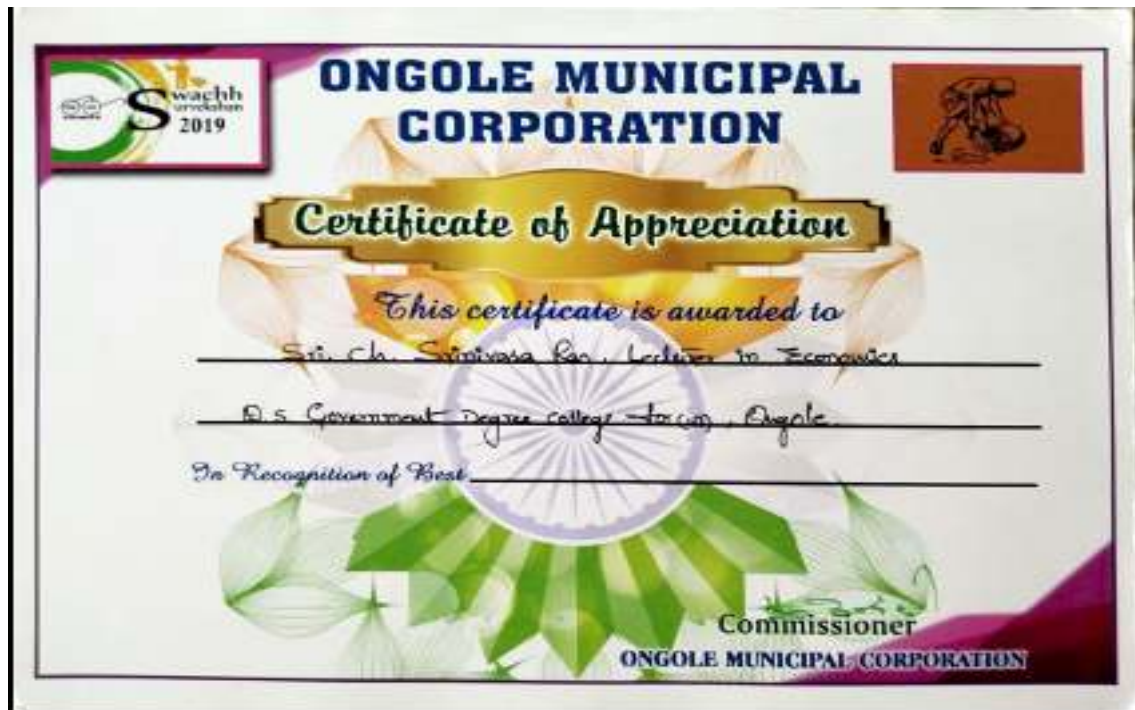 Swachh
Survekshan
2019
ONGOLE MUNICIPAL
CORPORATION
Certificate of Appreciation
This certificate is awarded to
Sri. Ch. Srinivasa Rao, Lecturer in Economics
D.S Government Degree college for (W), Ongole.
In Recognition of Best
Commissioner
ONGOLE MUNICIPAL CORPORATION